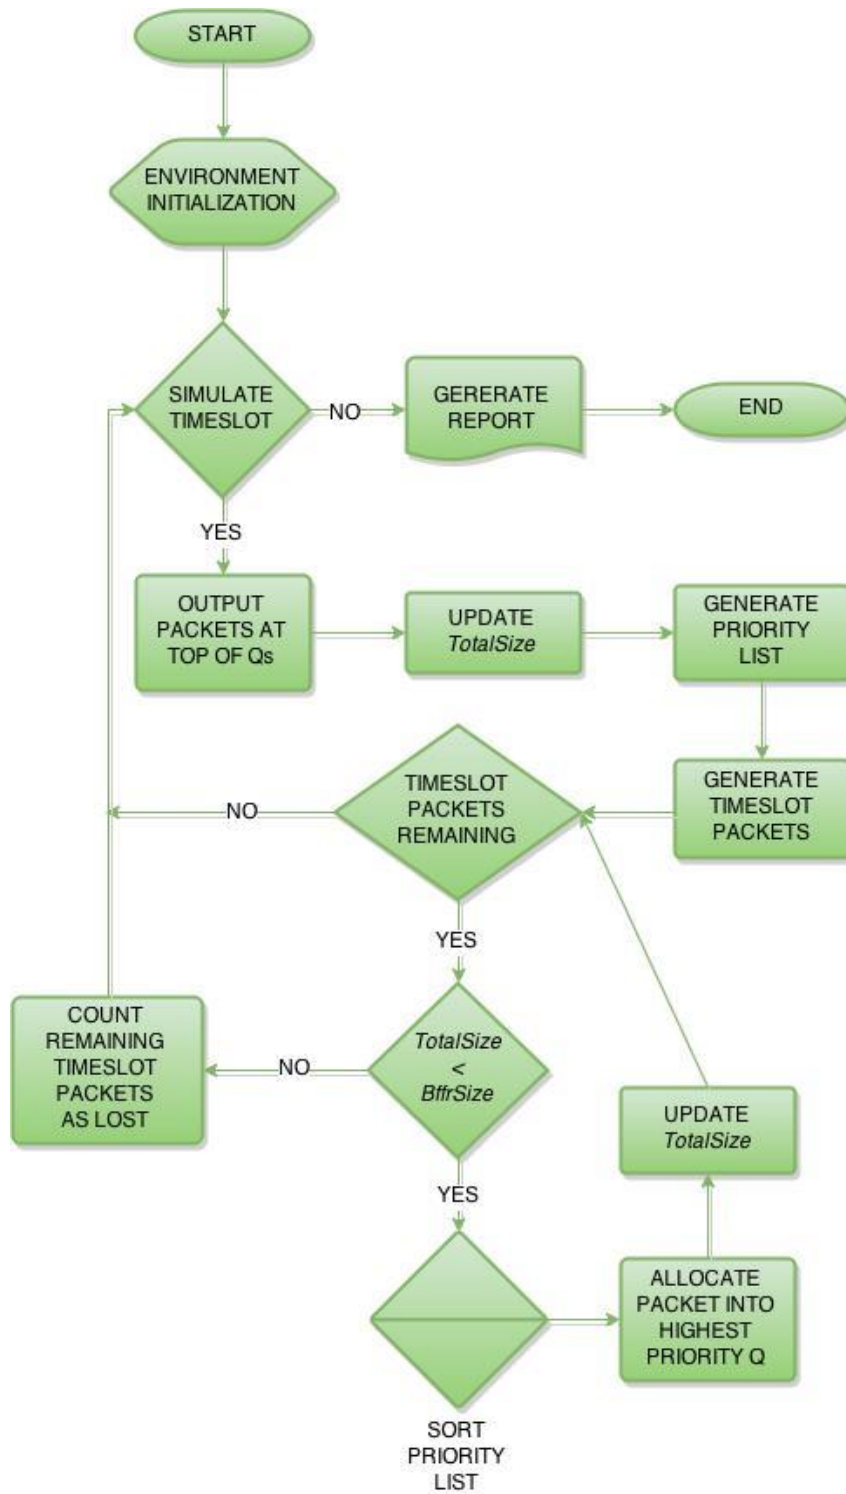 START
ENVIRONMENT
INITIALIZATION
SIMULATE
TIMESLOT
NO
GERERATE
REPORT
END
YES
OUTPUT
PACKETS AT
TOP OF Qs
UPDATE
TotalSize
GENERATE
PRIORITY
LIST
GENERATE
TIMESLOT
PACKETS
TIMESLOT
PACKETS
REMAINING
NO
YES
TotalSize
<
BffrSize
NO
COUNT
REMAINING
TIMESLOT
PACKETS
AS LOST
YES
SORT
PRIORITY
LIST
ALLOCATE
PACKET INTO
HIGHEST
PRIORITY Q
UPDATE
TotalSize